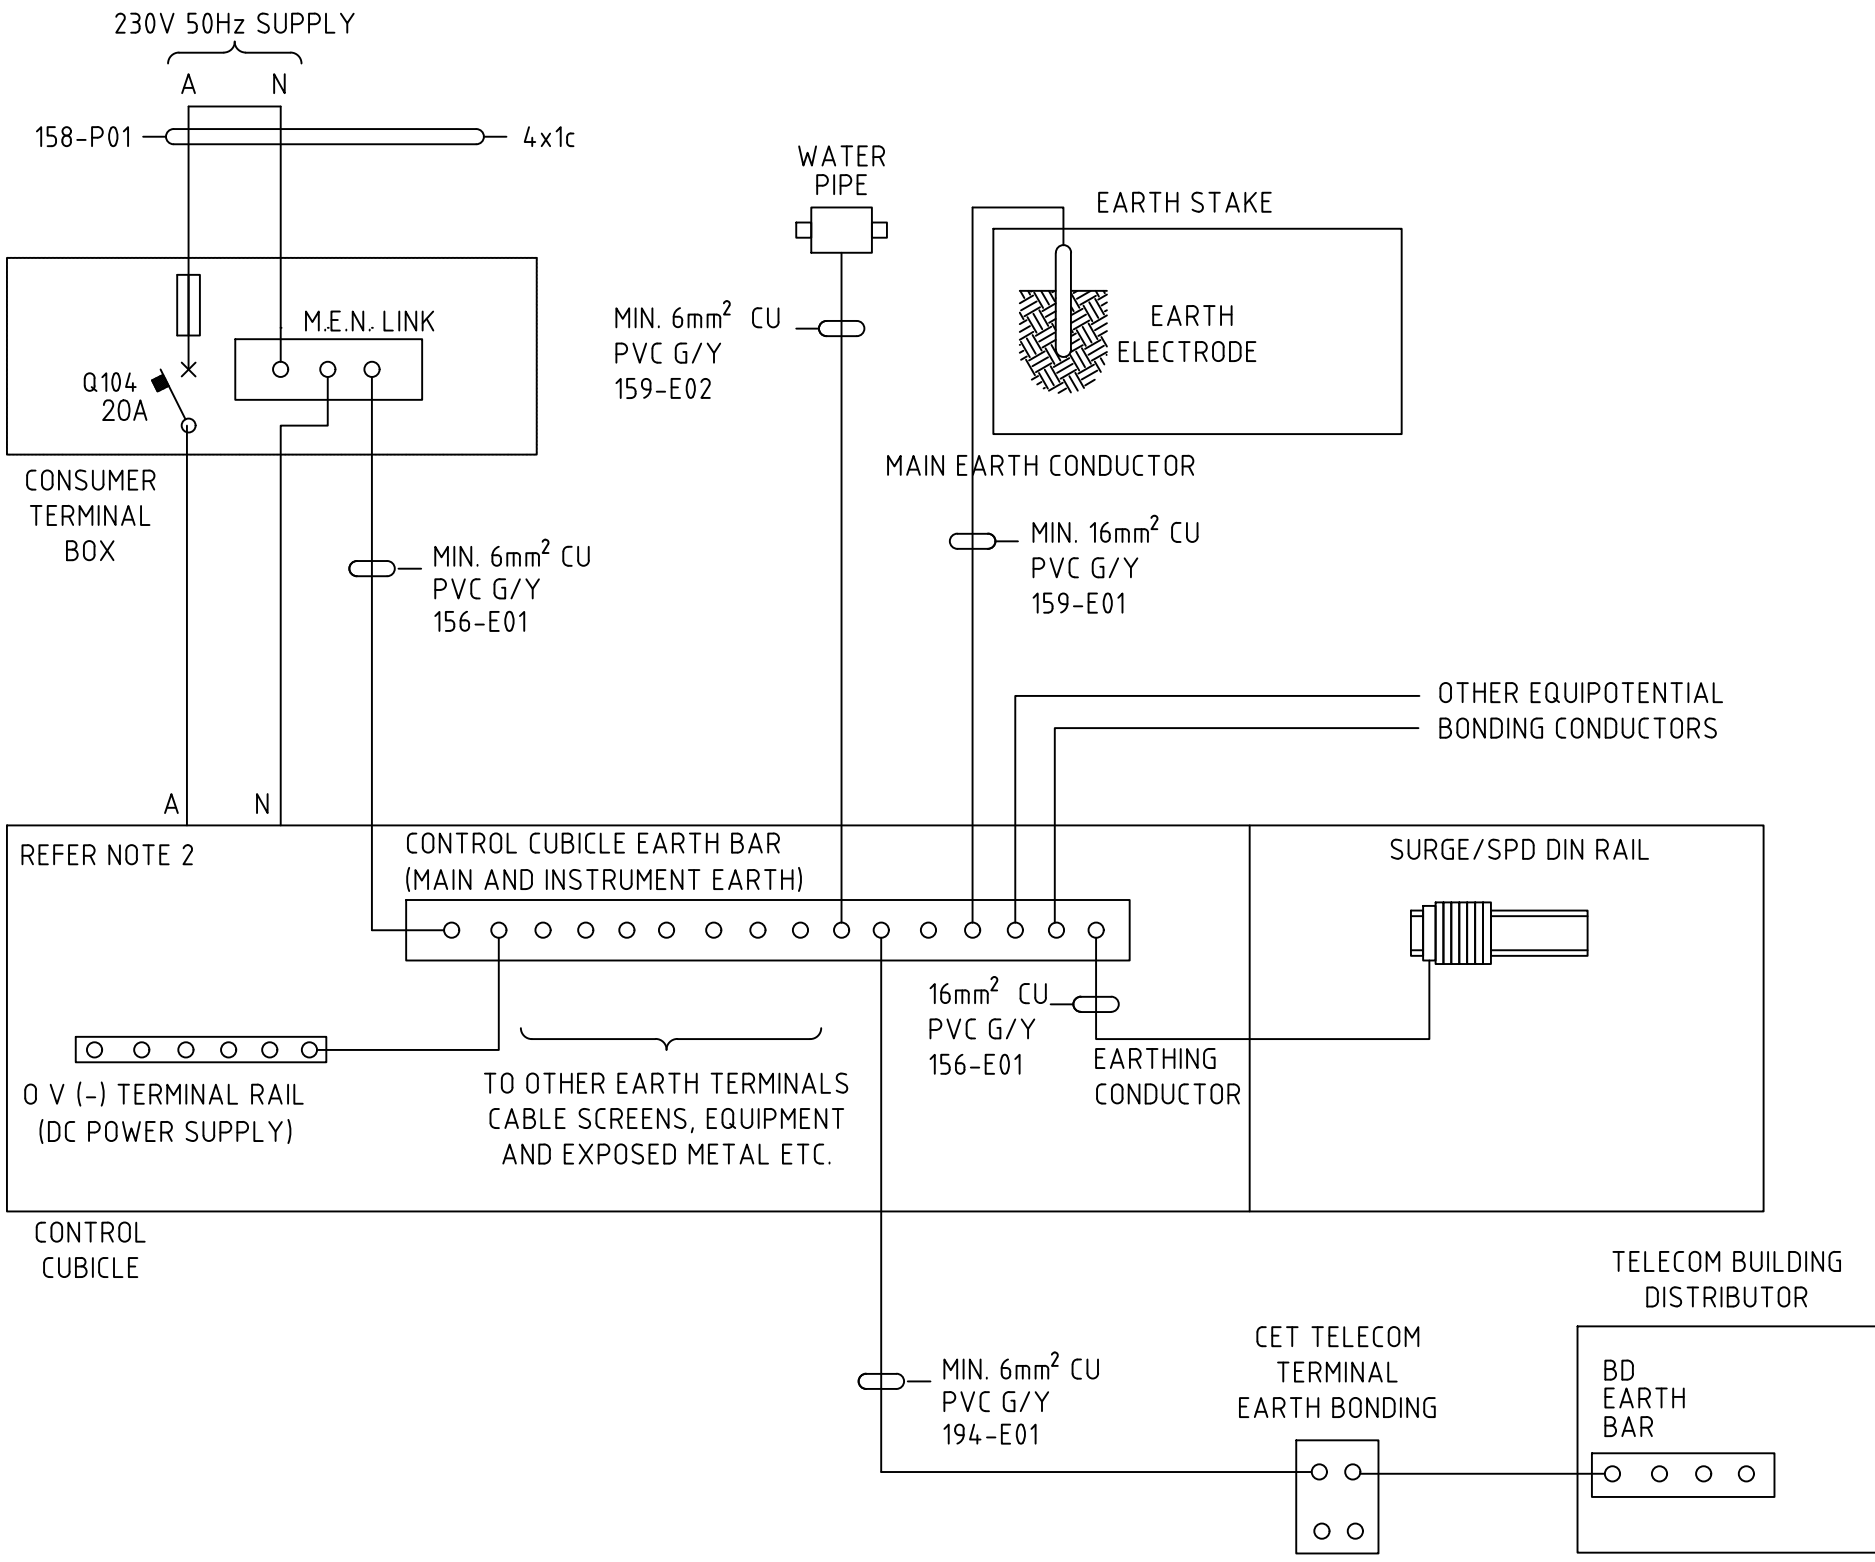 230V 50Hz SUPPLY
A N
158-P01
4x1c
WATER
PIPE
EARTH STAKE
M.E.N. LINK
Q104
20A
MIN. 6mm² CU
PVC G/Y
159-E02
EARTH
ELECTRODE
CONSUMER
TERMINAL
BOX
MAIN EARTH CONDUCTOR
MIN. 6mm² CU
PVC G/Y
156-E01
MIN. 16mm² CU
PVC G/Y
159-E01
OTHER EQUIPOTENTIAL
BONDING CONDUCTORS
A N
REFER NOTE 2
CONTROL CUBICLE EARTH BAR
(MAIN AND INSTRUMENT EARTH)
SURGE/SPD DIN RAIL
16mm² CU
PVC G/Y
156-E01
EARTHING
CONDUCTOR
0 V (-) TERMINAL RAIL
(DC POWER SUPPLY)
TO OTHER EARTH TERMINALS
CABLE SCREENS, EQUIPMENT
AND EXPOSED METAL ETC.
CONTROL
CUBICLE
TELECOM BUILDING
DISTRIBUTOR
CET TELECOM
TERMINAL
EARTH BONDING
MIN. 6mm² CU
PVC G/Y
194-E01
BD
EARTH
BAR